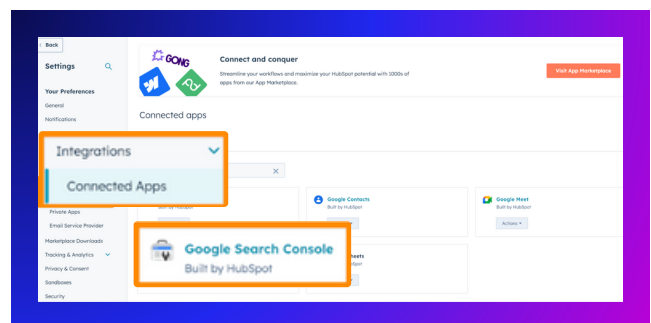 Back
Settings
Your Preferences
General
Notifications
GONG
Connect and conquer
Streamline your workflows and maximize your HubSpot potential with 1000s of
apps from our App Marketplace.
Visit App Marketplace
Connected apps
Integrations
Connected Apps
Private Apps
Email Service Provider
Marketplace Downloads
Tracking & Analytics
Privacy & Consent
Sandboxes
Security
Google Contacts
Built by HubSpot
Google Meet
Built by HubSpot
Actions
Google Search Console
Built by HubSpot